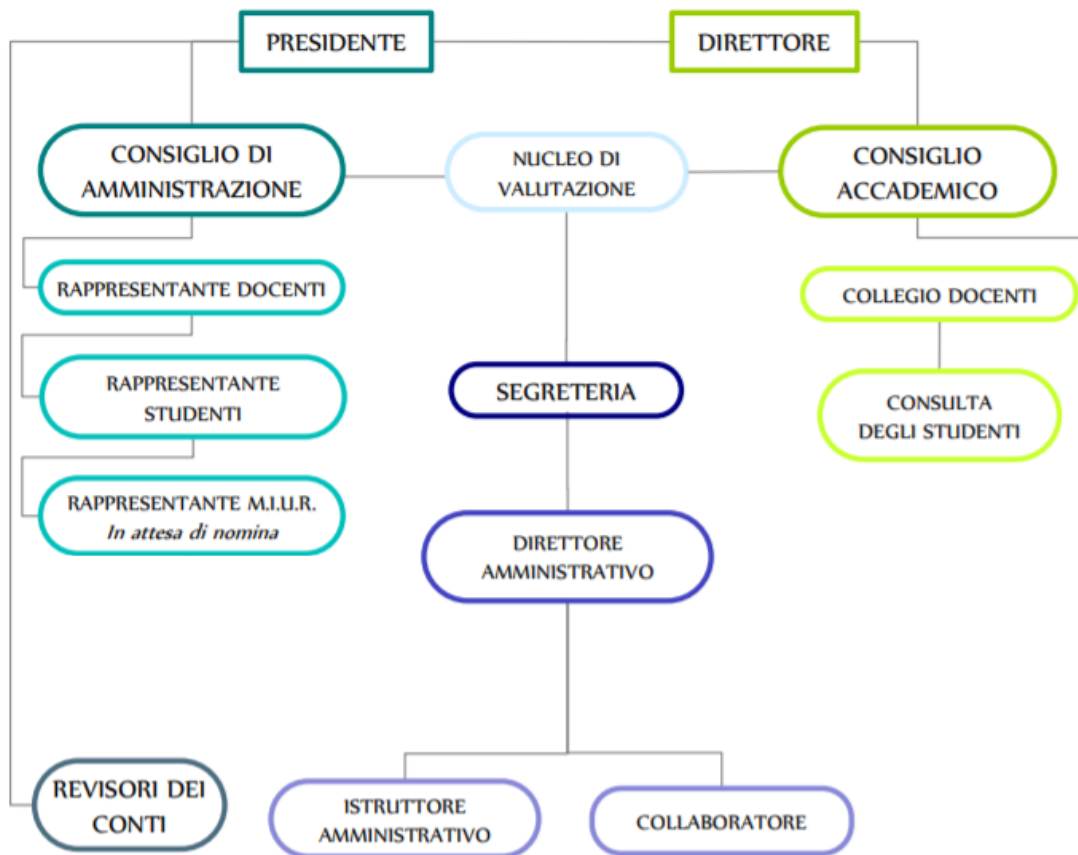 PRESIDENTE
DIRETTORE
CONSIGLIO DI
AMMINISTRAZIONE
NUCLEO DI
VALUTAZIONE
CONSIGLIO
ACCADEMICO
RAPPRESENTANTE DOCENTI
COLLEGIO DOCENTI
RAPPRESENTANTE
STUDENTI
SEGRETERIA
CONSULTA
DEGLI STUDENTI
RAPPRESENTANTE M.I.U.R.
In attesa di nomina
DIRETTORE
AMMINISTRATIVO
REVISORI DEI
CONTI
ISTRUTTORE
AMMINISTRATIVO
COLLABORATORE